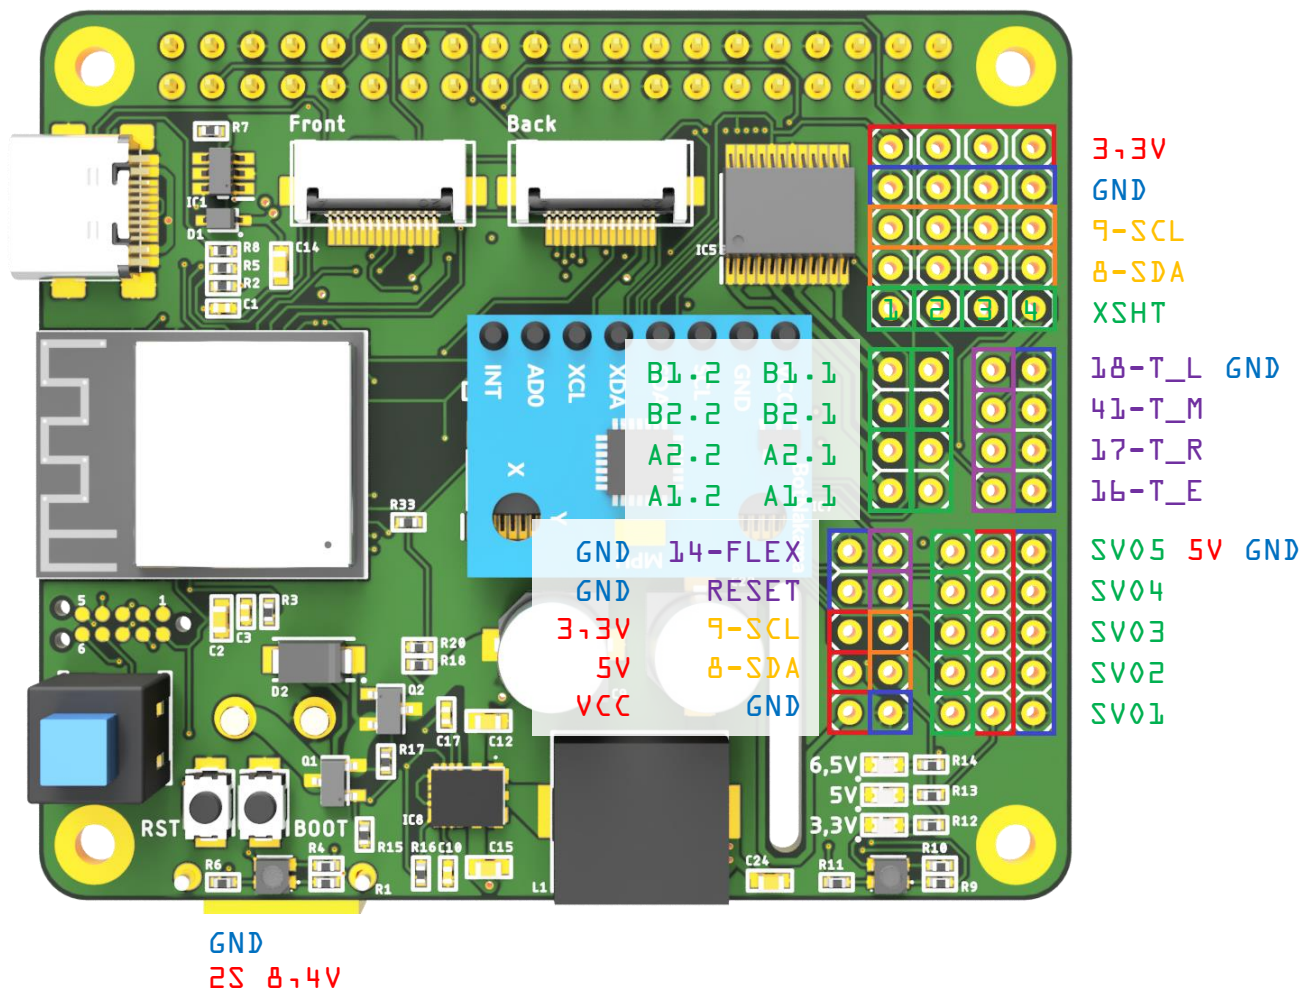 Front
Back
R7
IC1
D1
R8
R5
R2
C1
C14
IC5
3,3V
GND
9-SCL
8-SDA
XSHT
1 2 3 4
INT
AD0
XCL
XDA
GND
X
Y
B1.2 B1.1
B2.2 B2.1
A2.2 A2.1
A1.2 A1.1
18-T_L GND
41-T_M
17-T_R
16-T_E
R33
GND 14-FLEX
GND RESET
3,3V 9-SCL
5V 8-SDA
VCC GND
SV05 5V GND
SV04
SV03
SV02
SV01
5
1
6
C2
C3
R3
D2
R20
R18
Q2
C17
C12
R17
Q1
IC8
RST
BOOT
R15
R16
C10
C15
R6
R4
R1
L1
C24
6,5V
R14
5V
R13
3,3V
R12
R11
R10
R9
GND
2S 8,4V